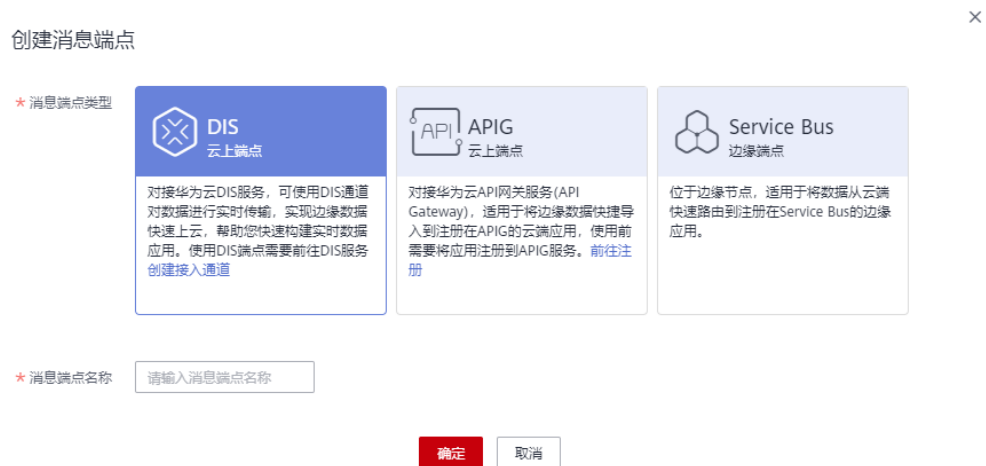 创建消息端点
* 消息端点类型
DIS
云上端点
对接华为云DIS服务，可使用DIS通道
对数据进行实时传输，实现边缘数据
快速上云，帮助您快速构建实时数据
应用。使用DIS端点需要前往DIS服务
创建接入通道
API
APIG
云上端点
对接华为云API网关服务(API
Gateway)，适用于将边缘数据快捷导
入到注册在APIG的云端应用，使用前
需要将应用注册到APIG服务。前往注
册
Service Bus
边缘端点
位于边缘节点，适用于将数据从云端
快速路由到注册在Service Bus的边缘
应用。
* 消息端点名称
请输入消息端点名称
确定
取消